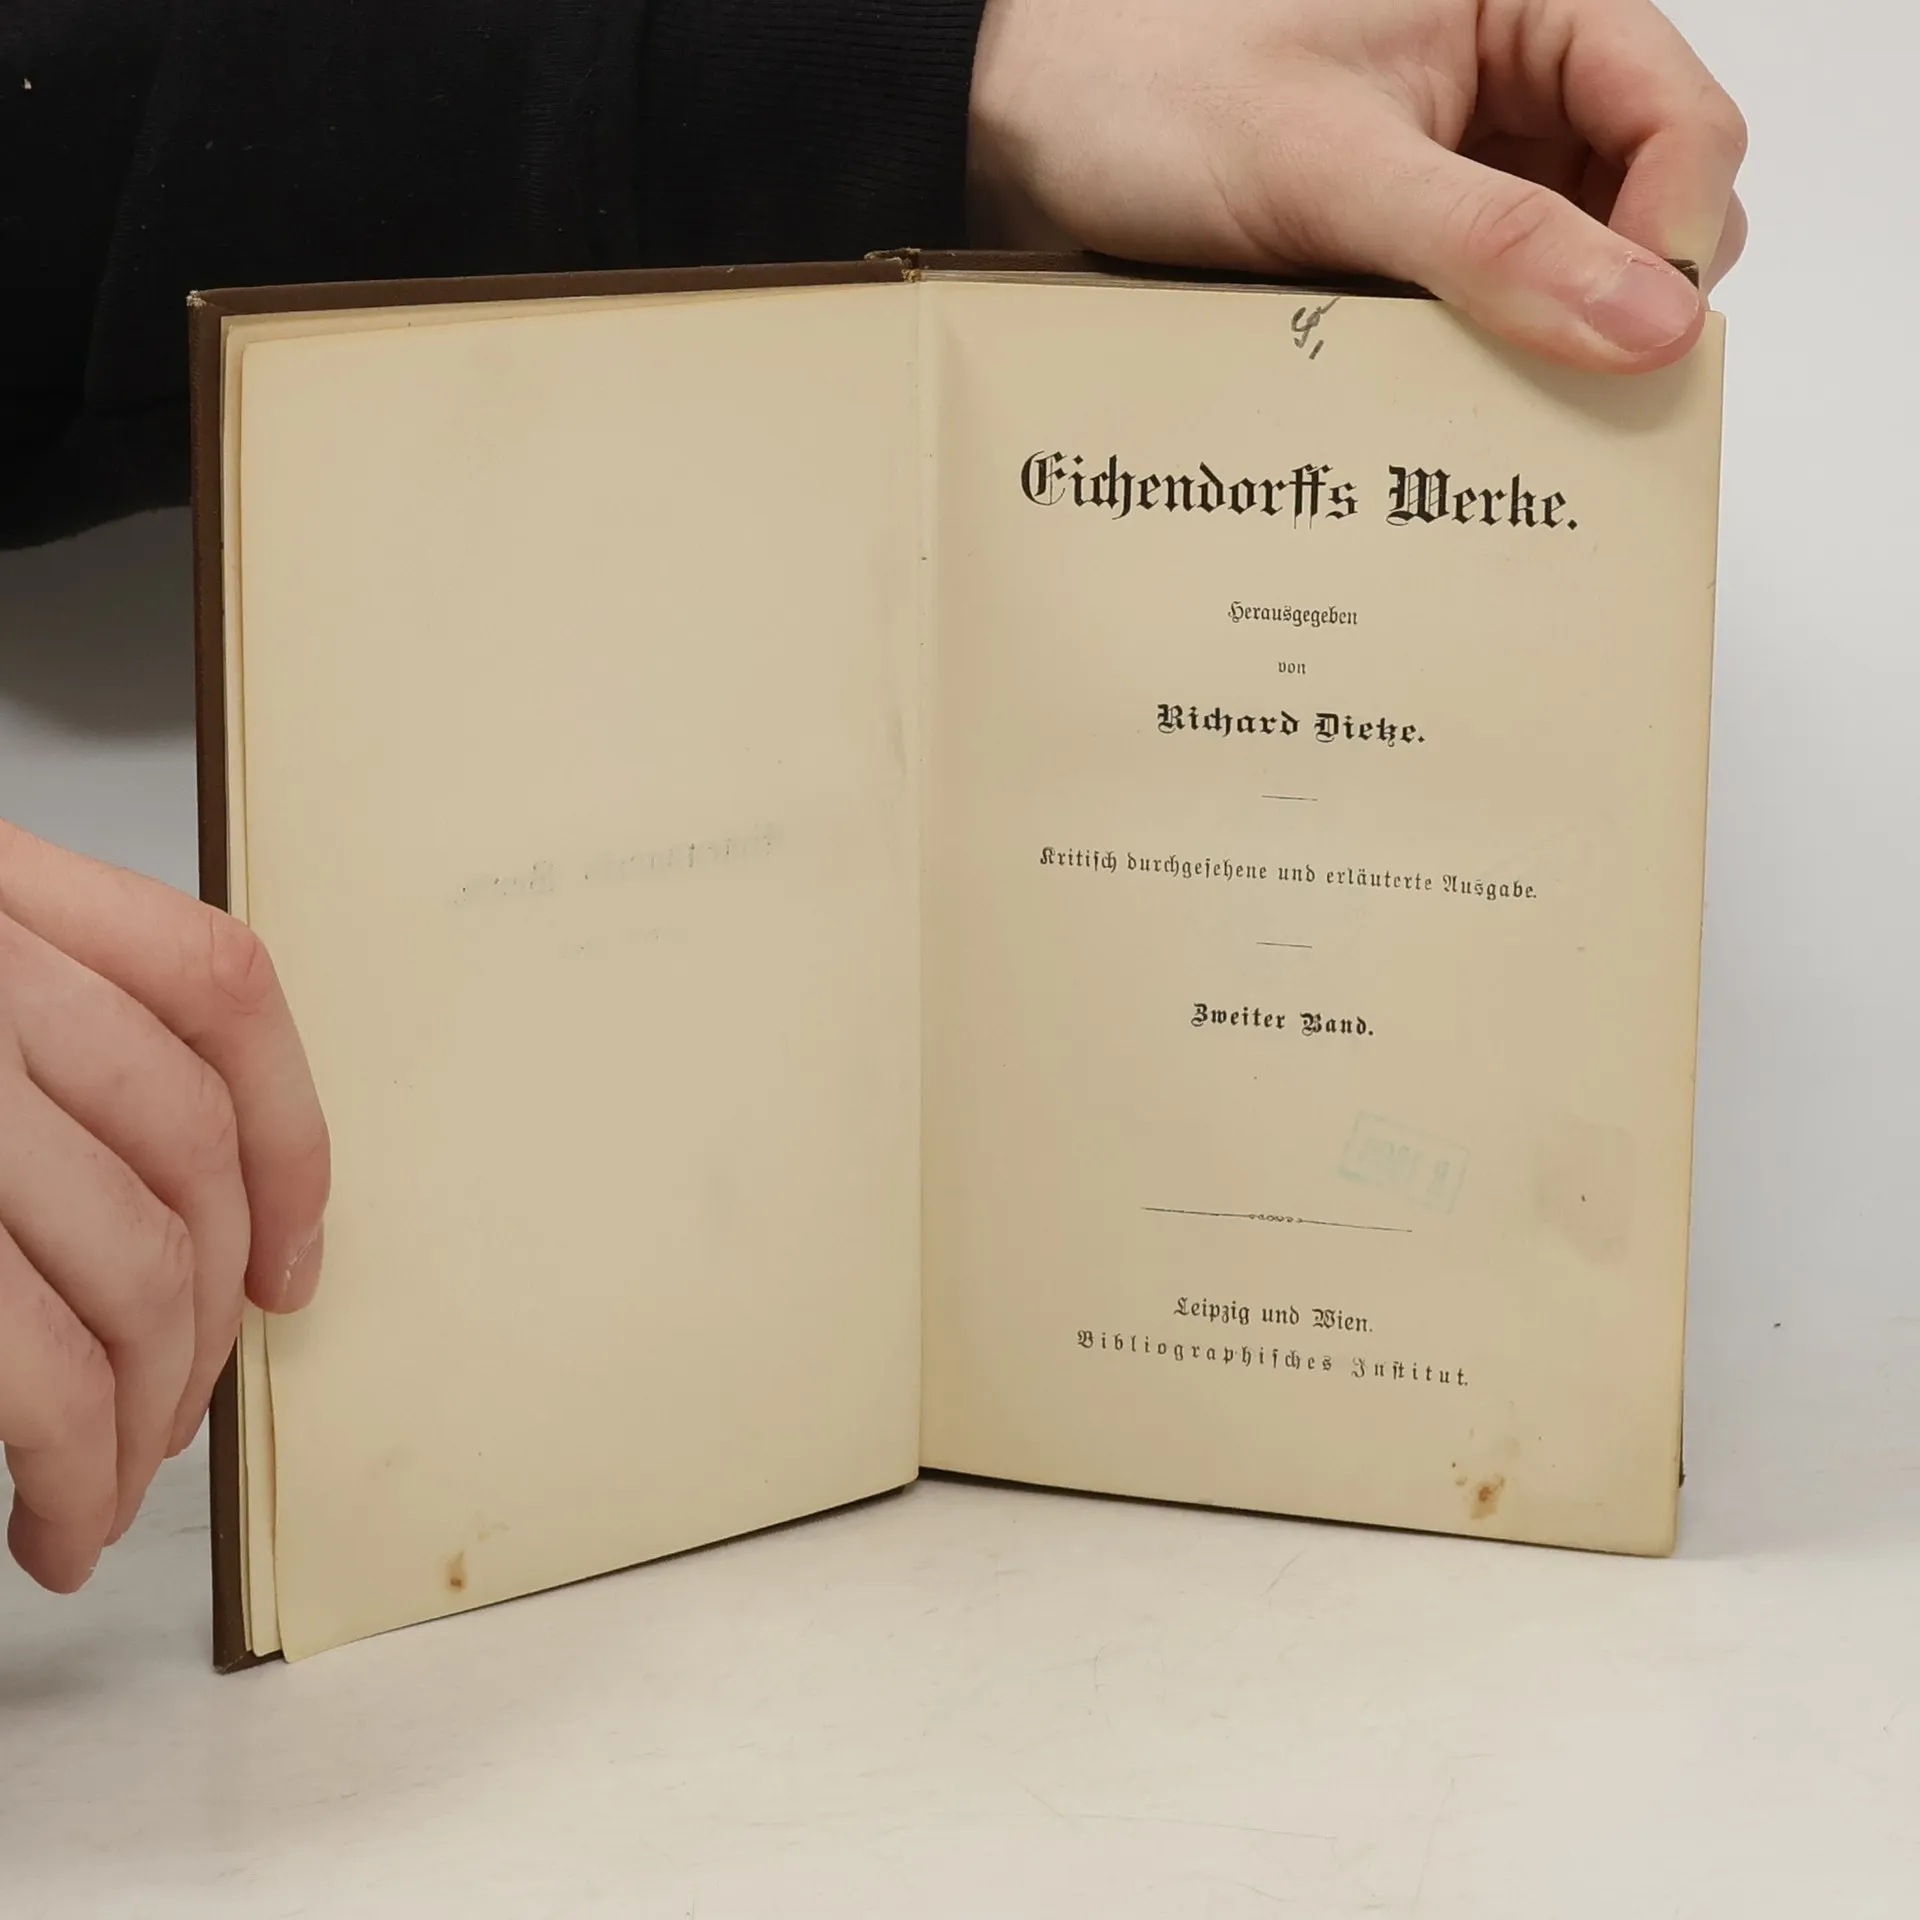 Eichendorffs Werke.
Herausgegeben
von
Richard Dietze.
Kritiſch durchgeſehene und erläuterte Ausgabe.
Zweiter Band.
Leipzig und Wien.
Bibliographiſches Inſtitut.